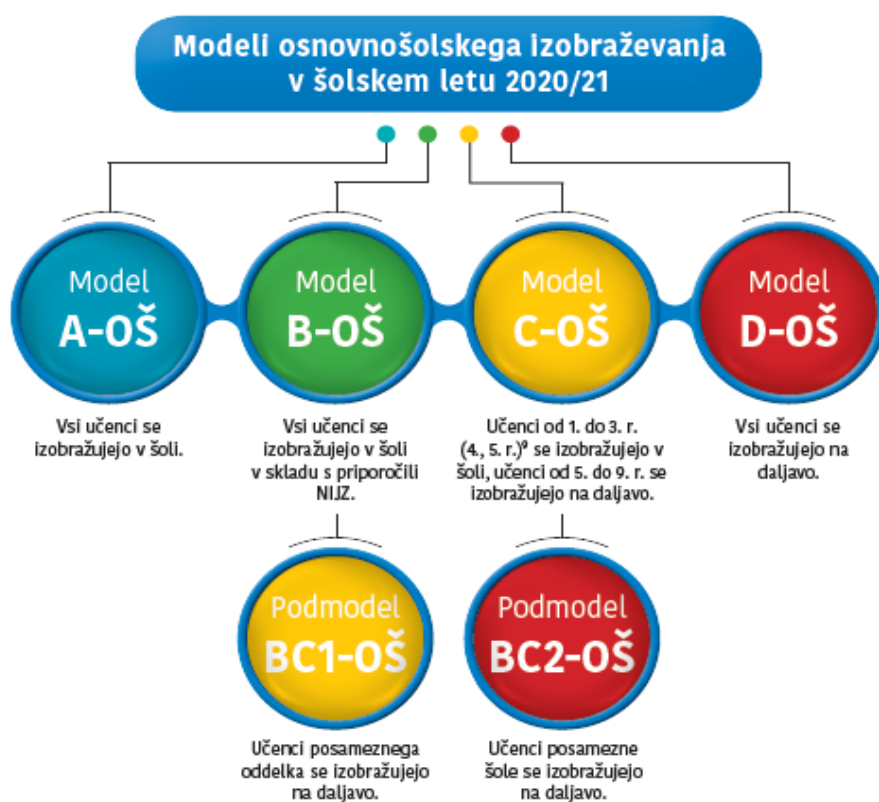 Modeli osnovnošolskega izobraževanja
v šolskem letu 2020/21
Model
A-OŠ
Vsi učenci se
izobražujejo v šoli.
Model
B-OŠ
Vsi učenci se
izobražujejo v šoli
v skladu s priporočili
NIJZ.
Model
C-OŠ
Učenci od 1. do 3. r.
(4., 5. r.)⁹ se izobražujejo v
šoli, učenci od 5. do 9. r. se
izobražujejo na daljavo.
Model
D-OŠ
Vsi učenci se
izobražujejo na
daljavo.
Podmodel
BC1-OŠ
Učenci posameznega
oddelka se izobražujejo
na daljavo.
Podmodel
BC2-OŠ
Učenci posamezne
šole se izobražujejo
na daljavo.